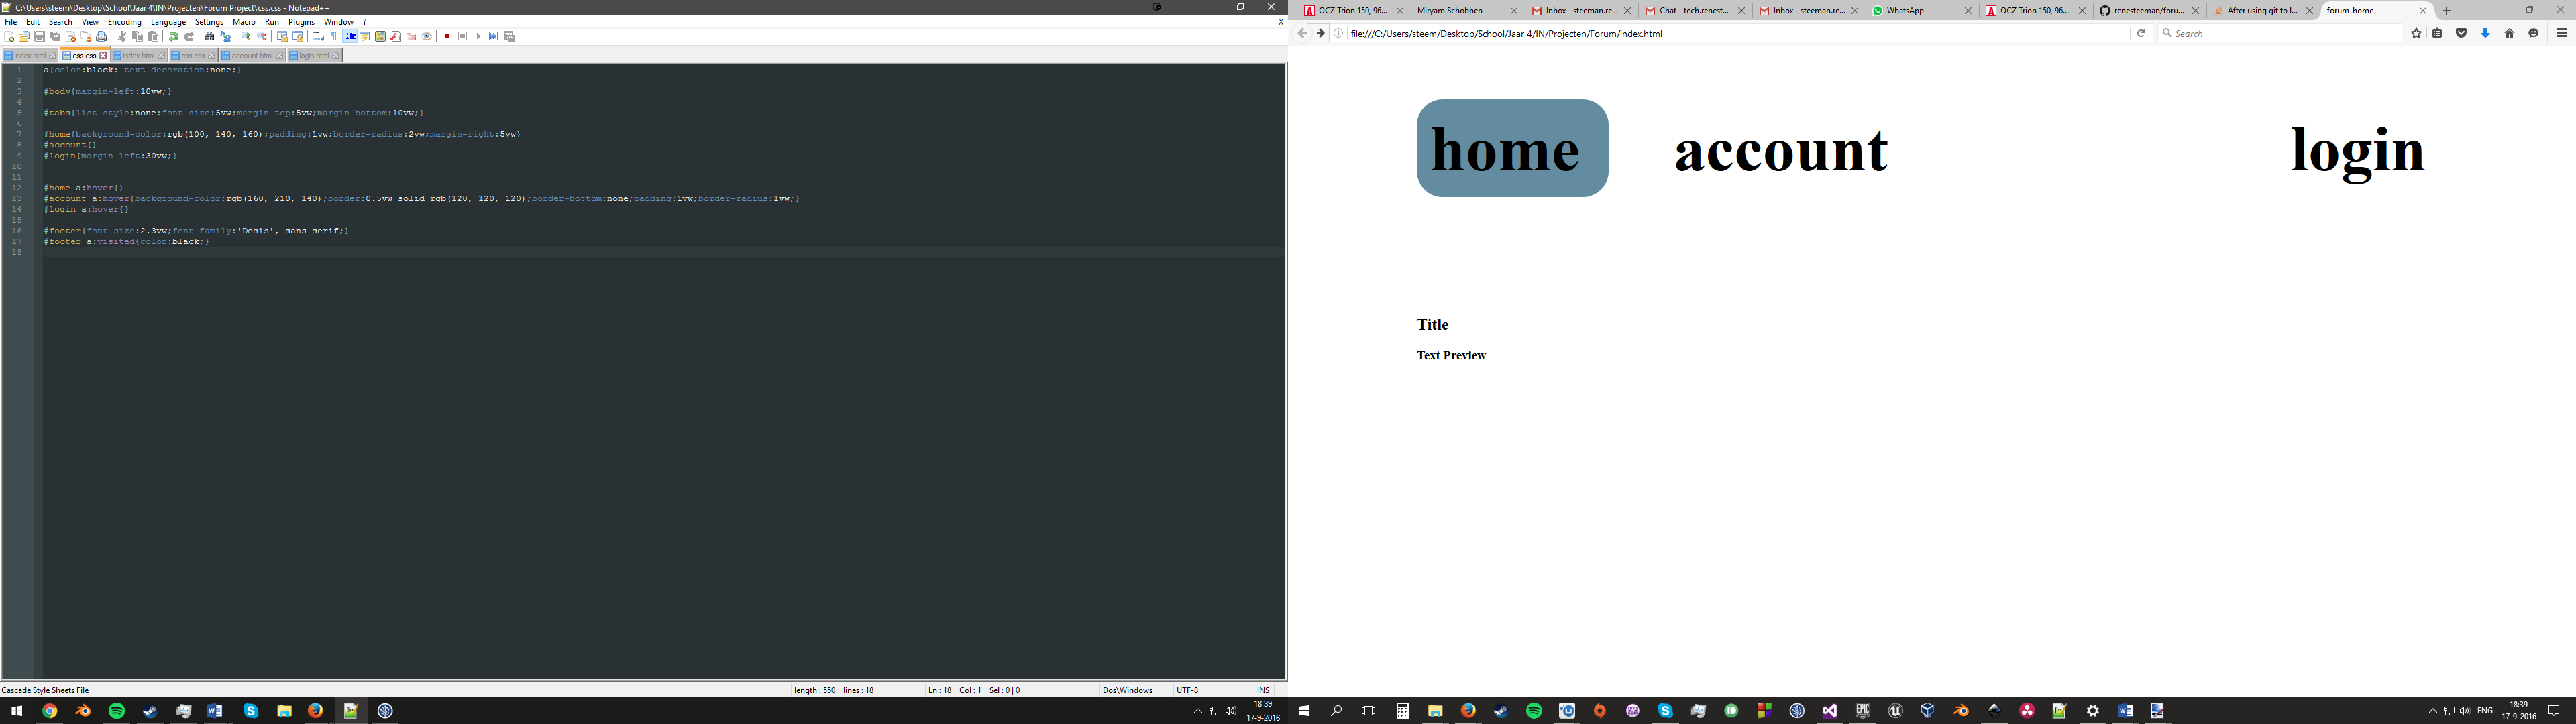 C:\Users\steem\Desktop\School\Jaar 4\IN\Projecten\Forum Project\css.css - Notepad++
File Edit Search View Encoding Language Settings Macro Run Plugins Window ? X
index.html css.css index.html css.css account.html login.html
1 a{color:black; text-decoration:none;}
2
3 #body{margin-left:10vw;}
4
5 #tabs{list-style:none;font-size:5vw;margin-top:5vw;margin-bottom:10vw;}
6
7 #home{background-color:rgb(100, 140, 160);padding:1vw;border-radius:2vw;margin-right:5vw}
8 #account{}
9 #login{margin-left:30vw;}
10
11
12 #home a:hover{}
13 #account a:hover{background-color:rgb(160, 210, 140);border:0.5vw solid rgb(120, 120, 120);border-bottom:none;padding:1vw;border-radius:1vw;}
14 #login a:hover{}
15
16 #footer{font-size:2.3vw;font-family:'Dosis', sans-serif;}
17 #footer a:visited{color:black;}
18
Cascade Style Sheets File length : 550 lines : 18 Ln : 18 Col : 1 Sel : 0 | 0 Dos\Windows UTF-8 INS
18:39
17-9-2016
OCZ Trion 150, 96... Miryam Schobben Inbox - steeman.re... Chat - tech.renest... Inbox - steeman.re... WhatsApp OCZ Trion 150, 96... renesteeman/foru... After using git to l... forum-home
file:///C:/Users/steem/Desktop/School/Jaar 4/IN/Projecten/Forum/index.html Search
home account login
Title
Text Preview
ENG 18:39
17-9-2016